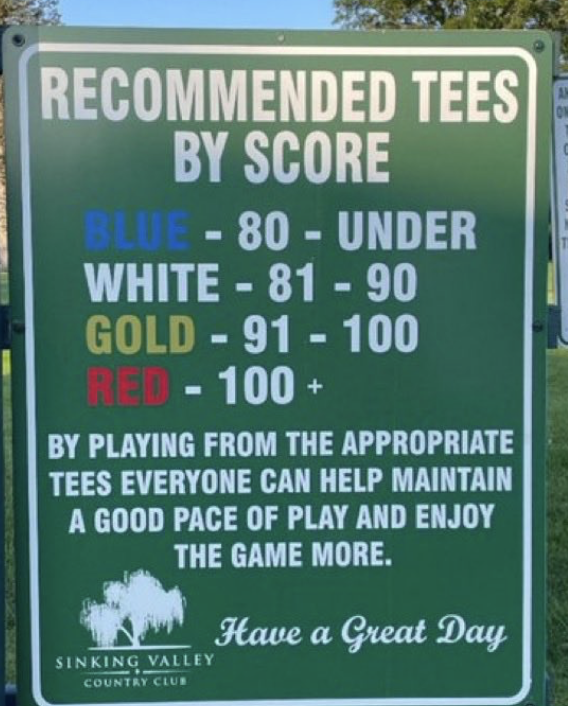 RECOMMENDED TEES
BY SCORE
BLUE - 80 - UNDER
WHITE - 81 - 90
GOLD - 91 - 100
RED - 100 +
BY PLAYING FROM THE APPROPRIATE
TEES EVERYONE CAN HELP MAINTAIN
A GOOD PACE OF PLAY AND ENJOY
THE GAME MORE.
Have a Great Day
SINKING VALLEY
COUNTRY CLUB